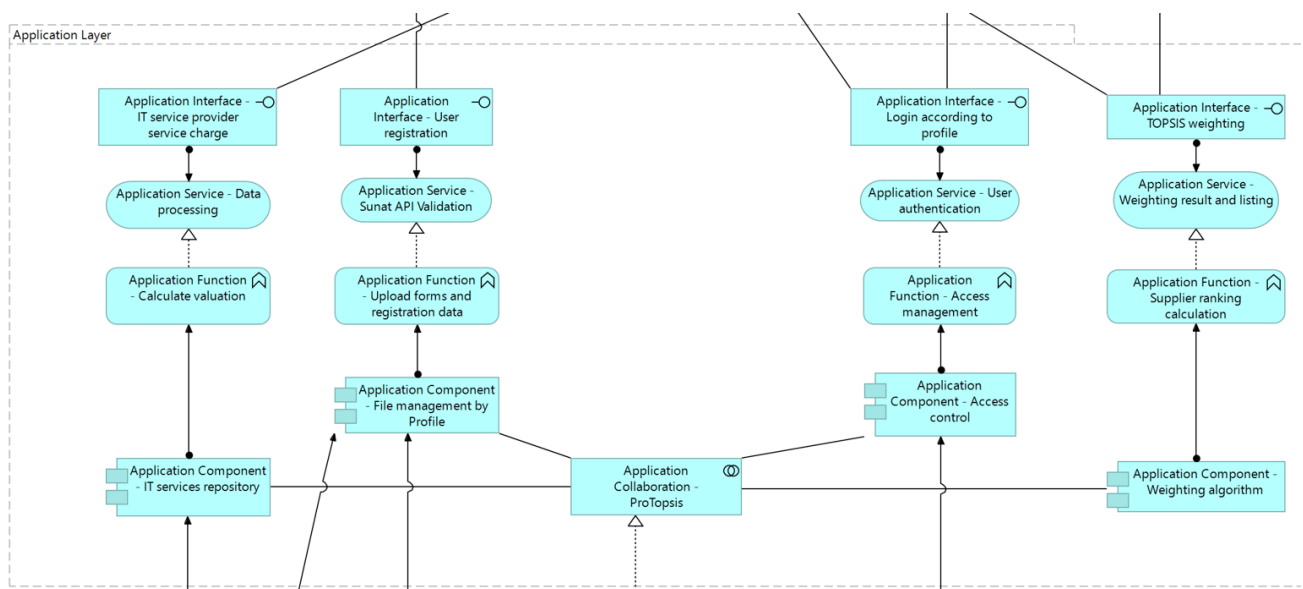 Application Layer
Application Interface -
IT service provider
service charge
Application
Interface - User
registration
Application Interface -
Login according to
profile
Application Interface -
TOPSIS weighting
Application Service - Data
processing
Application Service -
Sunat API Validation
Application Service - User
authentication
Application Service -
Weighting result and listing
Application Function
- Calculate valuation
Application Function
- Upload forms and
registration data
Application
Function - Access
management
Application Function -
Supplier ranking
calculation
Application Component
- File management by
Profile
Application
Component - Access
control
Application Component
- IT services repository
Application
Collaboration -
ProTopsis
Application Component -
Weighting algorithm